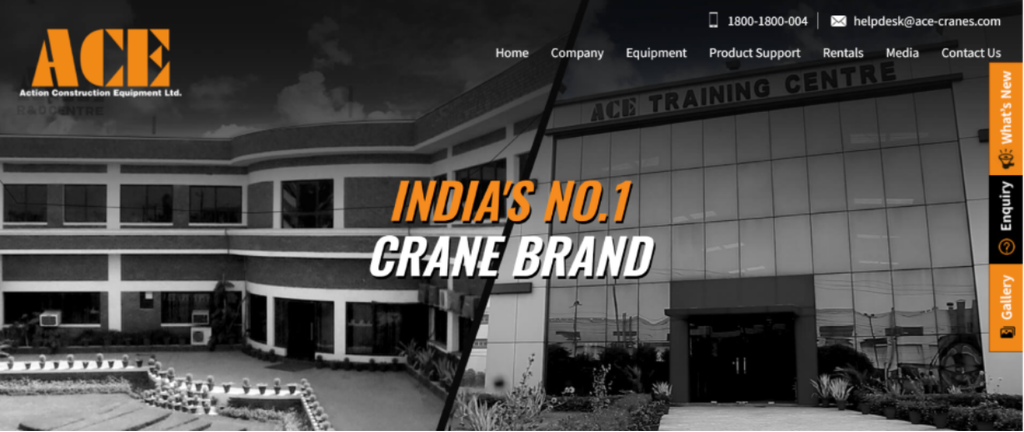 1800-1800-004
helpdesk@ace-cranes.com
ACE
Action Construction Equipment Ltd.
Home Company Equipment Product Support Rentals Media Contact Us
R & D CENTRE
ACE TRAINING CENTRE
What's New
INDIA'S NO.1
CRANE BRAND
Enquiry
Gallery